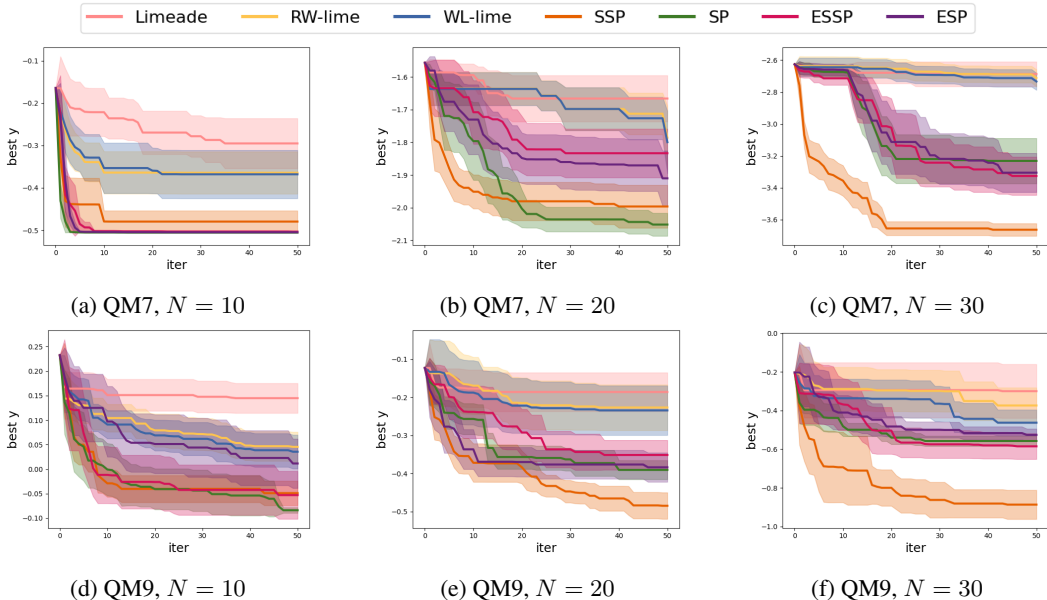 Limeade RW-lime WL-lime SSP SP ESSP ESP
best y
−0.1
−0.2
−0.3
−0.4
−0.5
0 10 20 30 40 50
iter
(a) QM7, N = 10
best y
−1.6
−1.7
−1.8
−1.9
−2.0
−2.1
0 10 20 30 40 50
iter
(b) QM7, N = 20
best y
−2.6
−2.8
−3.0
−3.2
−3.4
−3.6
0 10 20 30 40 50
iter
(c) QM7, N = 30
best y
0.25
0.20
0.15
0.10
0.05
0.00
−0.05
−0.10
0 10 20 30 40 50
iter
(d) QM9, N = 10
best y
−0.1
−0.2
−0.3
−0.4
−0.5
0 10 20 30 40 50
iter
(e) QM9, N = 20
best y
0.0
−0.2
−0.4
−0.6
−0.8
−1.0
0 10 20 30 40 50
iter
(f) QM9, N = 30